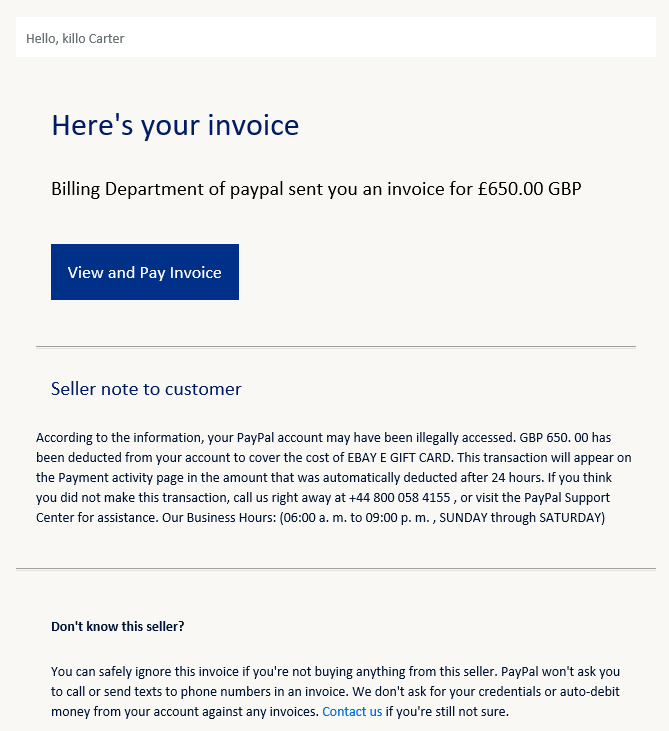 Hello, killo Carter
Here's your invoice
Billing Department of paypal sent you an invoice for £650.00 GBP
View and Pay Invoice
Seller note to customer
According to the information, your PayPal account may have been illegally accessed. GBP 650. 00 has
been deducted from your account to cover the cost of EBAY E GIFT CARD. This transaction will appear on
the Payment activity page in the amount that was automatically deducted after 24 hours. If you think
you did not make this transaction, call us right away at +44 800 058 4155 , or visit the PayPal Support
Center for assistance. Our Business Hours: (06:00 a. m. to 09:00 p. m. , SUNDAY through SATURDAY)
Don't know this seller?
You can safely ignore this invoice if you're not buying anything from this seller. PayPal won't ask you
to call or send texts to phone numbers in an invoice. We don't ask for your credentials or auto-debit
money from your account against any invoices. Contact us if you're still not sure.